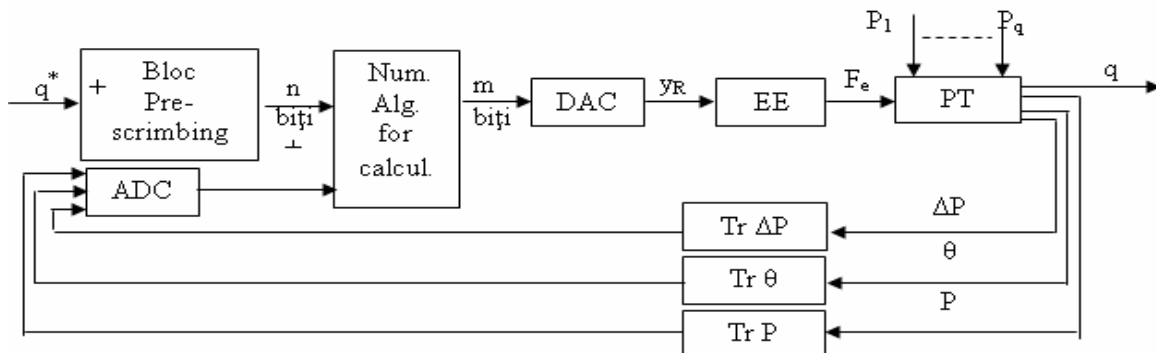 P1 Pq
q*
+
Bloc
Pre-
scrimbing
n
biţi
Num.
Alg.
for
calcul.
m
biţi
DAC
yR
EE
Fe
PT
q
ADC
Tr ΔP
ΔP
Tr θ
θ
Tr P
P